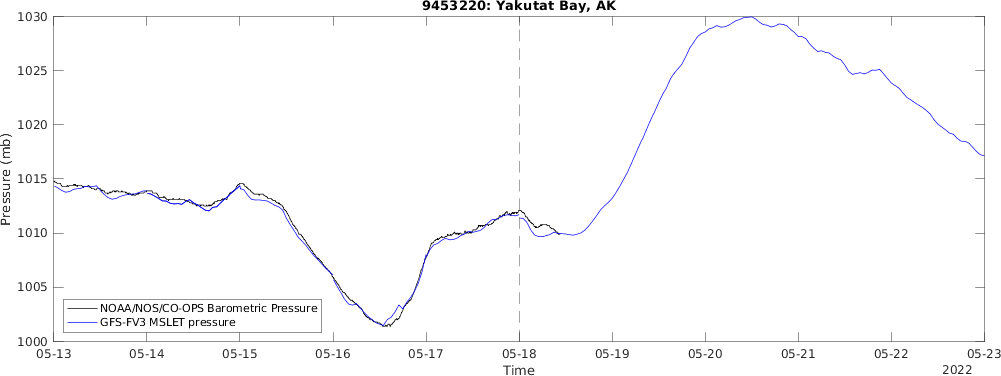 9453220: Yakutat Bay, AK
Pressure (mb)
1030
1025
1020
1015
1010
1005
1000
NOAA/NOS/CO-OPS Barometric Pressure
GFS-FV3 MSLET pressure
05-13 05-14 05-15 05-16 05-17 05-18 05-19 05-20 05-21 05-22 05-23
Time
2022